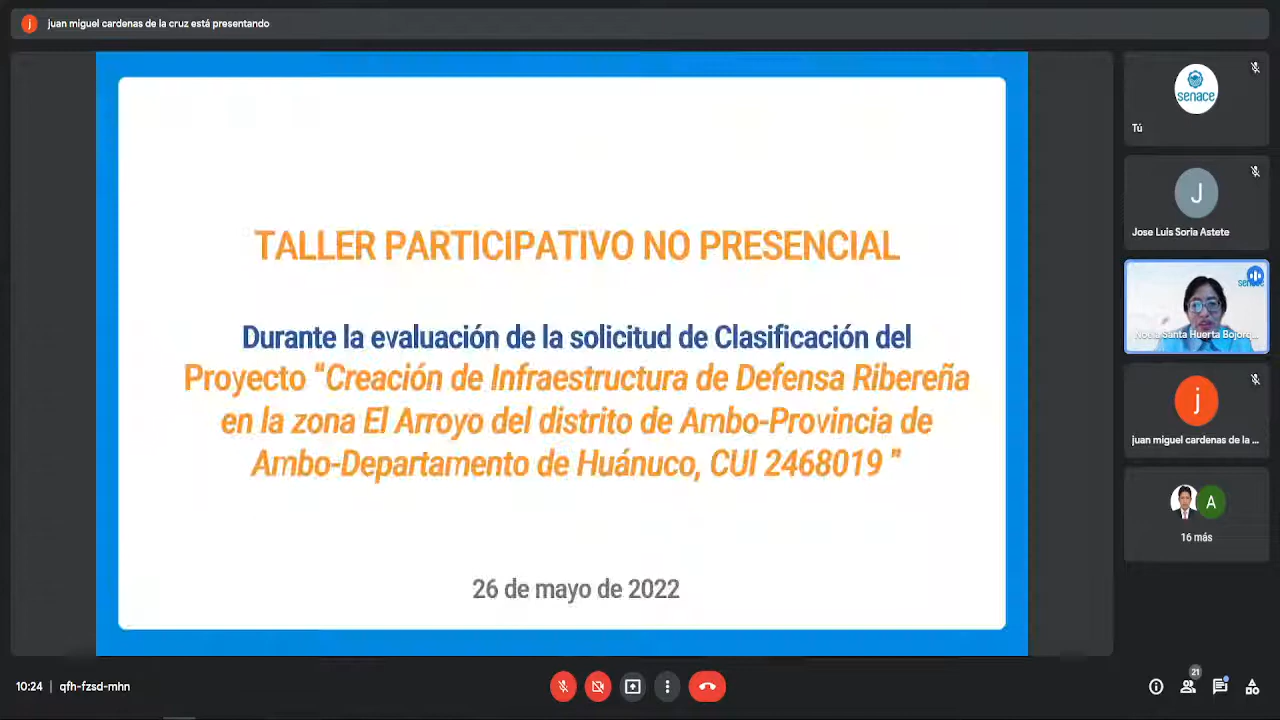 juan miguel cardenas de la cruz está presentando
TALLER PARTICIPATIVO NO PRESENCIAL
Durante la evaluación de la solicitud de Clasificación del
Proyecto "Creación de Infraestructura de Defensa Ribereña
en la zona El Arroyo del distrito de Ambo-Provincia de
Ambo-Departamento de Huánuco, CUI 2468019 "
26 de mayo de 2022
senace
Tú
J
Jose Luis Soria Astete
Santa Huerta Bojorq...
j
juan miguel cardenas de la ...
A
16 más
10:24 | qfh-fzsd-mhn
21